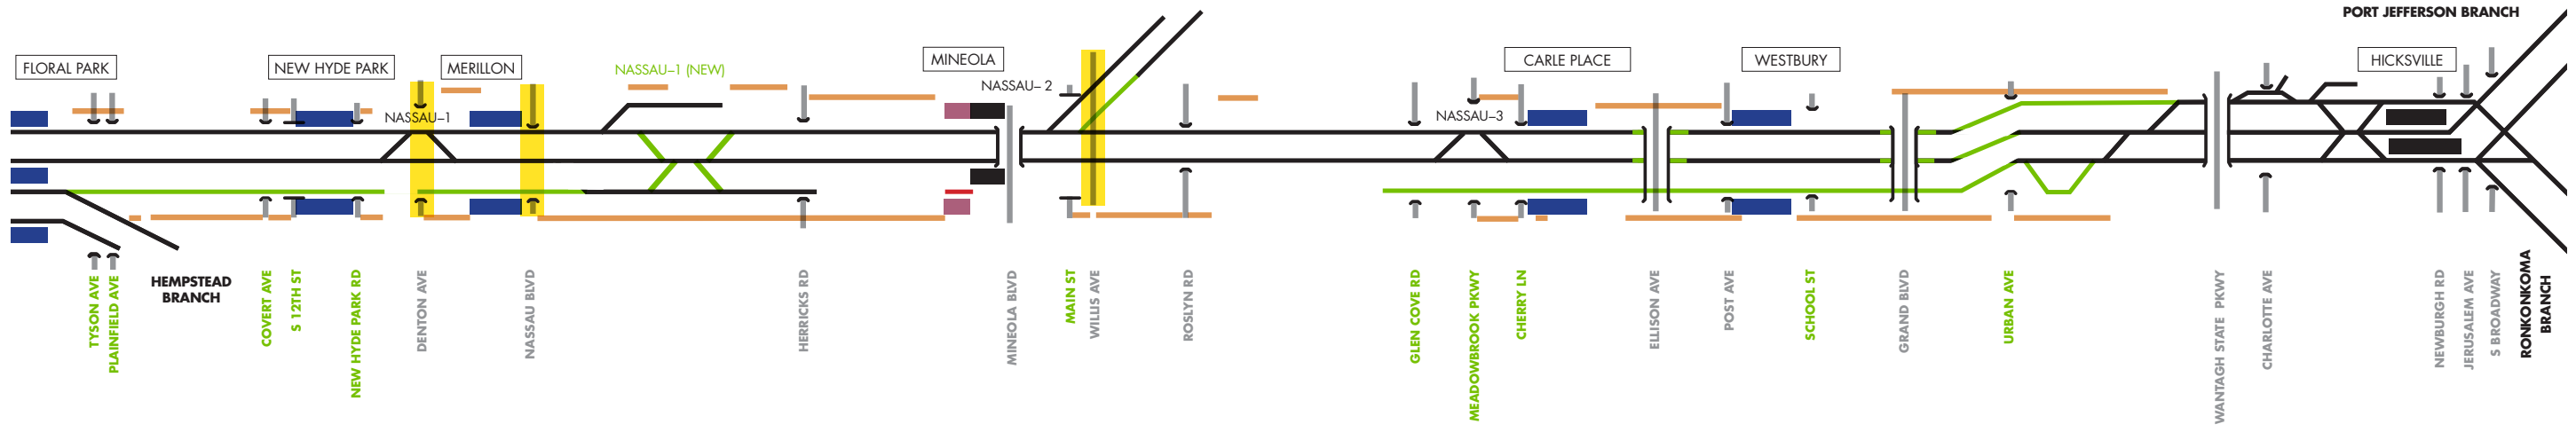 PORT JEFFERSON BRANCH
FLORAL PARK
NEW HYDE PARK
MERILLON
NASSAU–1 (NEW)
MINEOLA
CARLE PLACE
WESTBURY
HICKSVILLE
NASSAU– 2
NASSAU–1
NASSAU–3
TYSON AVE
PLAINFIELD AVE
HEMPSTEAD
BRANCH
COVERT AVE
S 12TH ST
NEW HYDE PARK RD
DENTON AVE
NASSAU BLVD
HERRICKS RD
MINEOLA BLVD
MAIN ST
WILLIS AVE
ROSLYN RD
GLEN COVE RD
MEADOWBROOK PKWY
CHERRY LN
ELLISON AVE
POST AVE
SCHOOL ST
GRAND BLVD
URBAN AVE
WANTAGH STATE PKWY
CHARLOTTE AVE
NEWBURGH RD
JERUSALEM AVE
S BROADWAY
RONKONKOMA
BRANCH